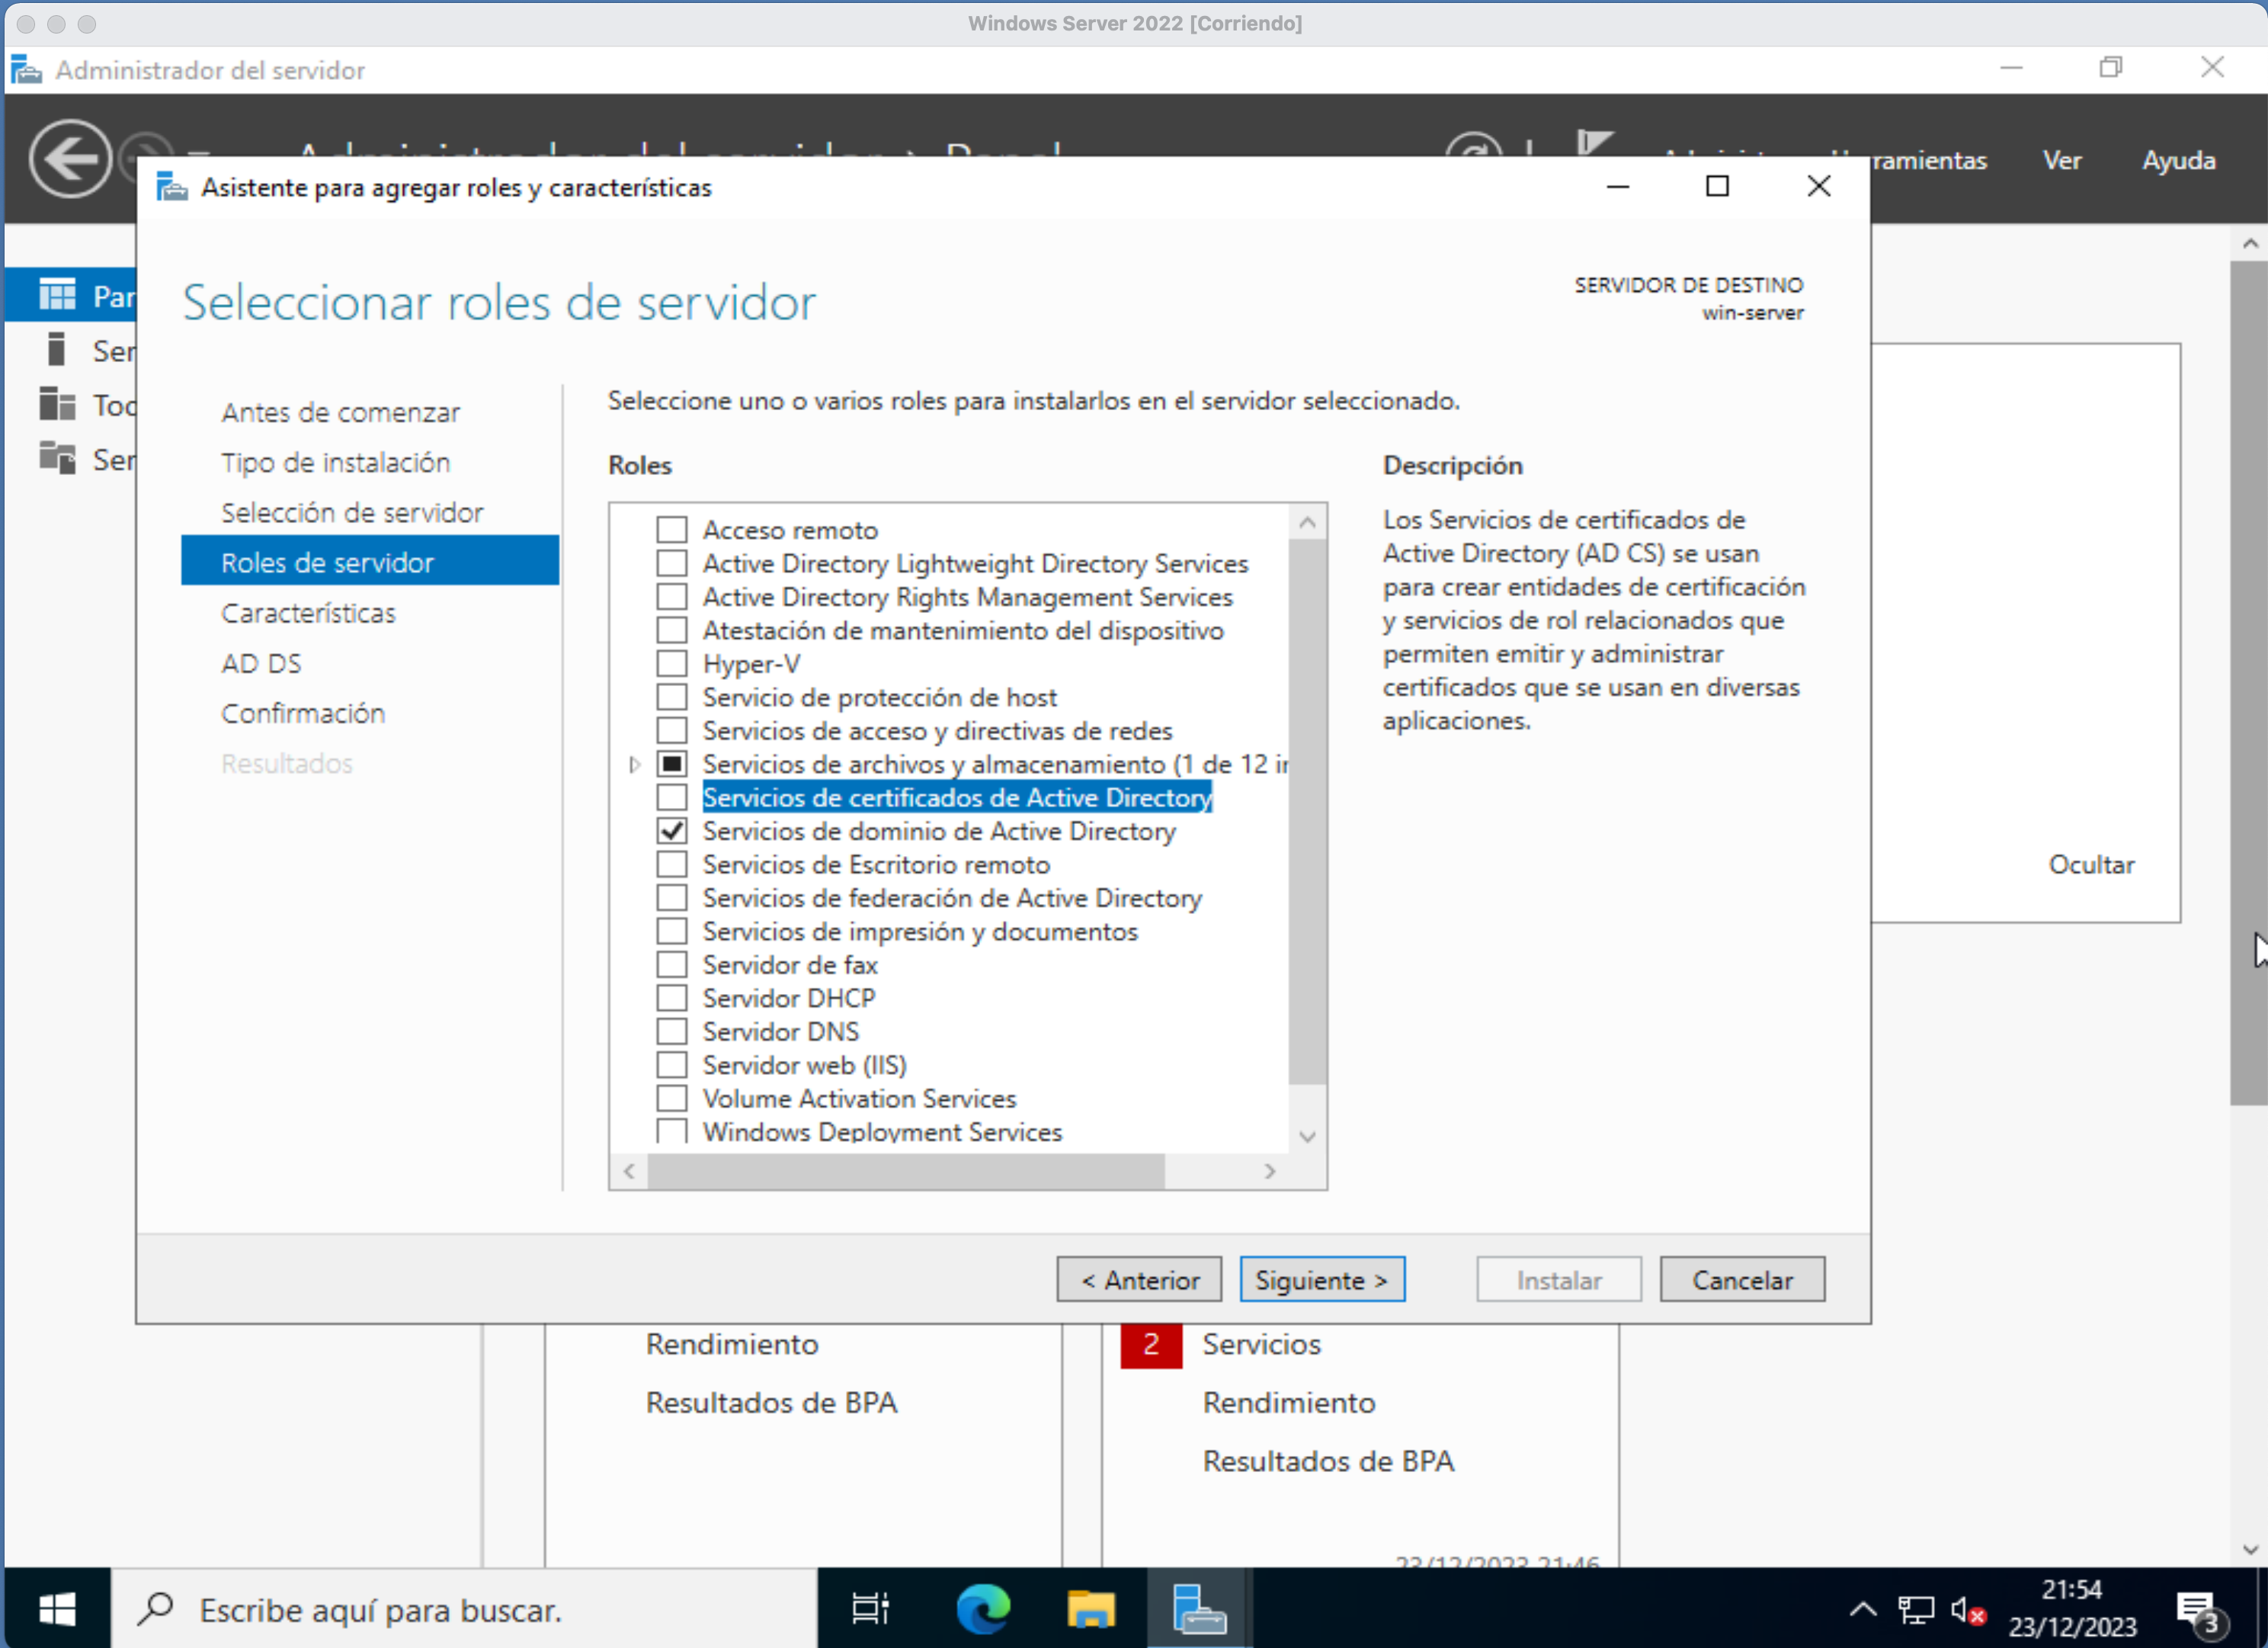 Windows Server 2022 [Corriendo]
Administrador del servidor
ramientas Ver Ayuda
Asistente para agregar roles y características
Seleccionar roles de servidor
SERVIDOR DE DESTINO
win-server
Par
Ser
Tod
Ser
Antes de comenzar
Tipo de instalación
Selección de servidor
Roles de servidor
Características
AD DS
Confirmación
Resultados
Seleccione uno o varios roles para instalarlos en el servidor seleccionado.
Roles
Acceso remoto
Active Directory Lightweight Directory Services
Active Directory Rights Management Services
Atestación de mantenimiento del dispositivo
Hyper-V
Servicio de protección de host
Servicios de acceso y directivas de redes
Servicios de archivos y almacenamiento (1 de 12 in
Servicios de certificados de Active Directory
Servicios de dominio de Active Directory
Servicios de Escritorio remoto
Servicios de federación de Active Directory
Servicios de impresión y documentos
Servidor de fax
Servidor DHCP
Servidor DNS
Servidor web (IIS)
Volume Activation Services
Windows Deployment Services
Descripción
Los Servicios de certificados de
Active Directory (AD CS) se usan
para crear entidades de certificación
y servicios de rol relacionados que
permiten emitir y administrar
certificados que se usan en diversas
aplicaciones.
Ocultar
< Anterior
Siguiente >
Instalar
Cancelar
Rendimiento
Resultados de BPA
2 Servicios
Rendimiento
Resultados de BPA
23/12/2023 21:46
Escribe aquí para buscar.
21:54
23/12/2023
3